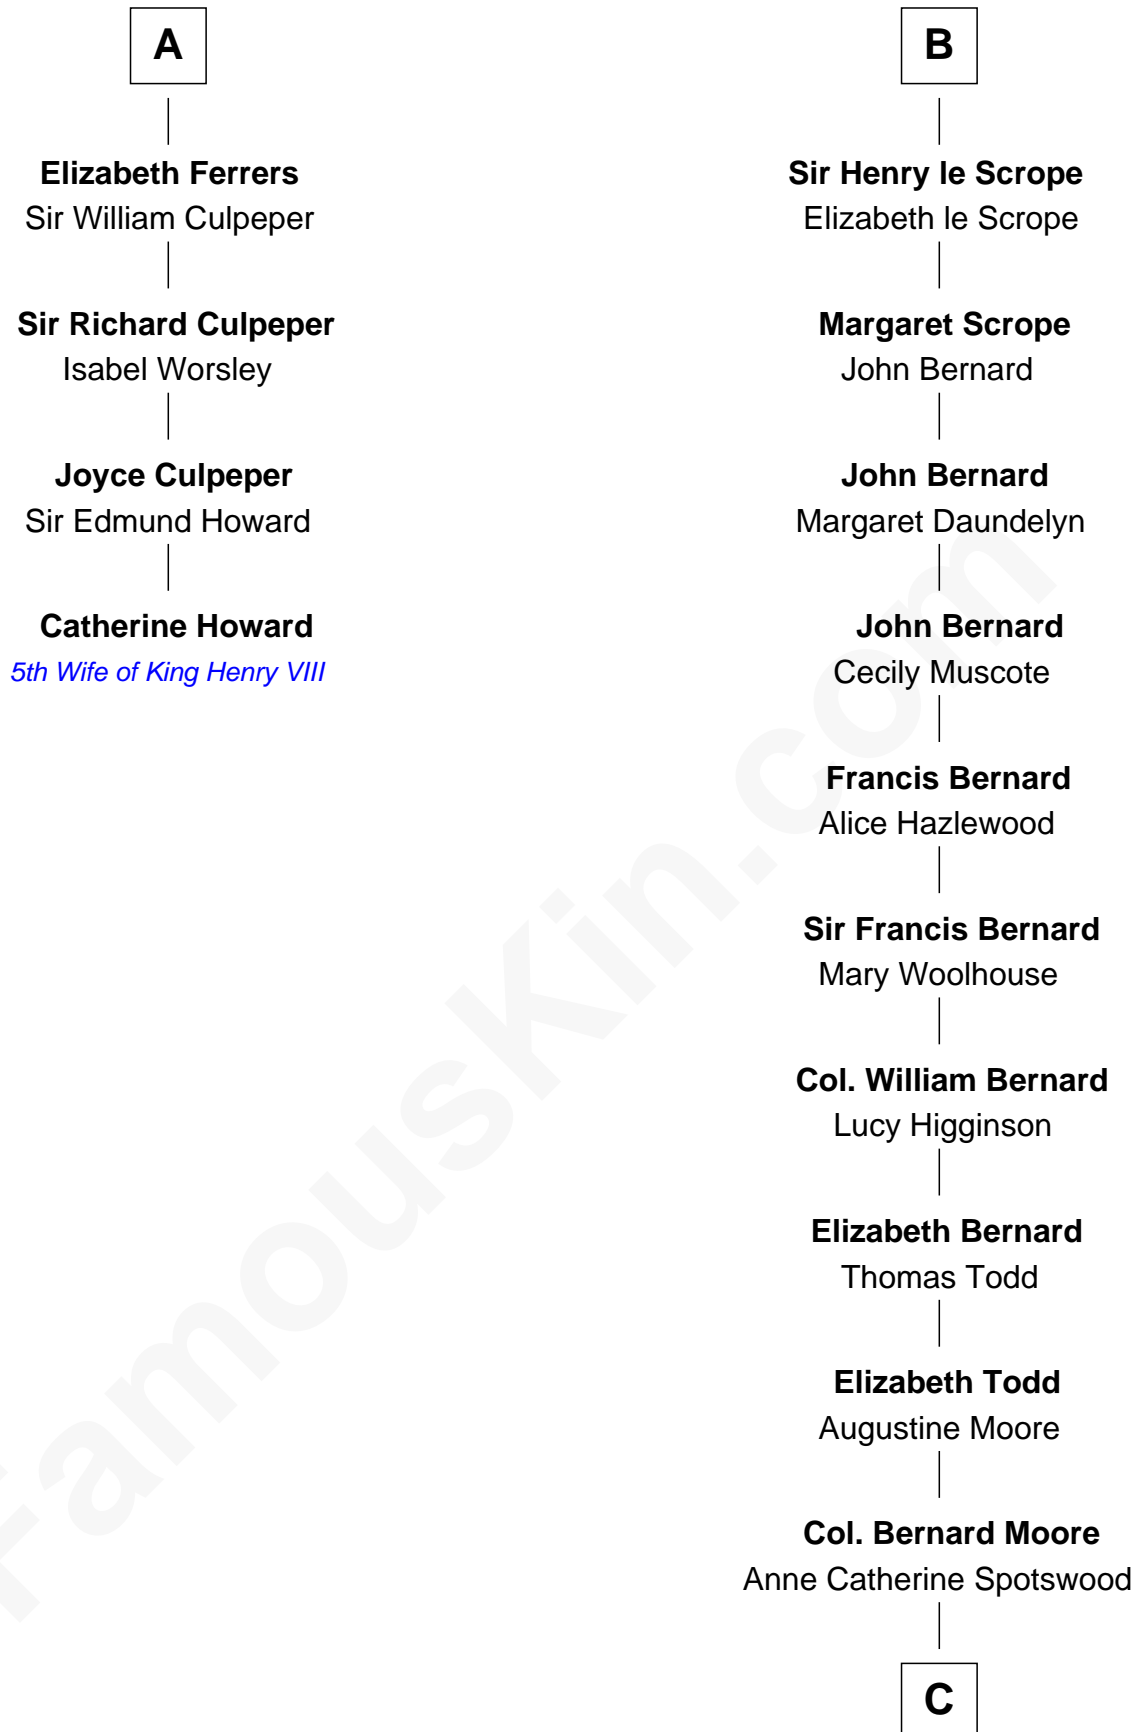 A
Elizabeth Ferrers
Sir William Culpeper
Sir Richard Culpeper
Isabel Worsley
Joyce Culpeper
Sir Edmund Howard
Catherine Howard
5th Wife of King Henry VIII
B
Sir Henry le Scrope
Elizabeth le Scrope
Margaret Scrope
John Bernard
John Bernard
Margaret Daundelyn
John Bernard
Cecily Muscote
Francis Bernard
Alice Hazlewood
Sir Francis Bernard
Mary Woolhouse
Col. William Bernard
Lucy Higginson
Elizabeth Bernard
Thomas Todd
Elizabeth Todd
Augustine Moore
Col. Bernard Moore
Anne Catherine Spotswood
C
FamousKin.com